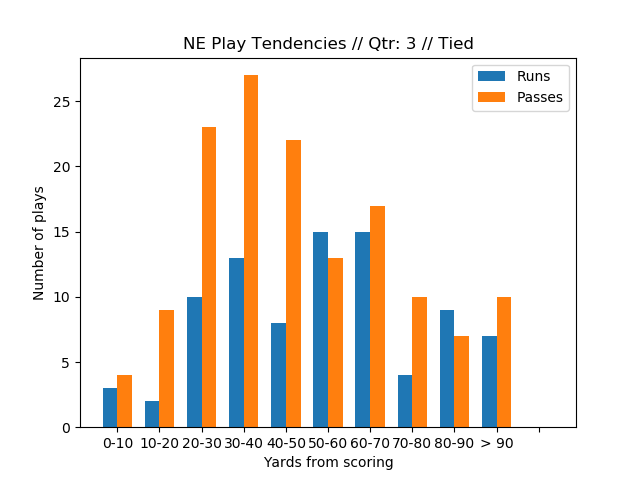 NE Play Tendencies // Qtr: 3 // Tied
Runs
Passes
Number of plays
25
20
15
10
5
0
0-10 10-20 20-30 30-40 40-50 50-60 60-70 70-80 80-90 > 90
Yards from scoring